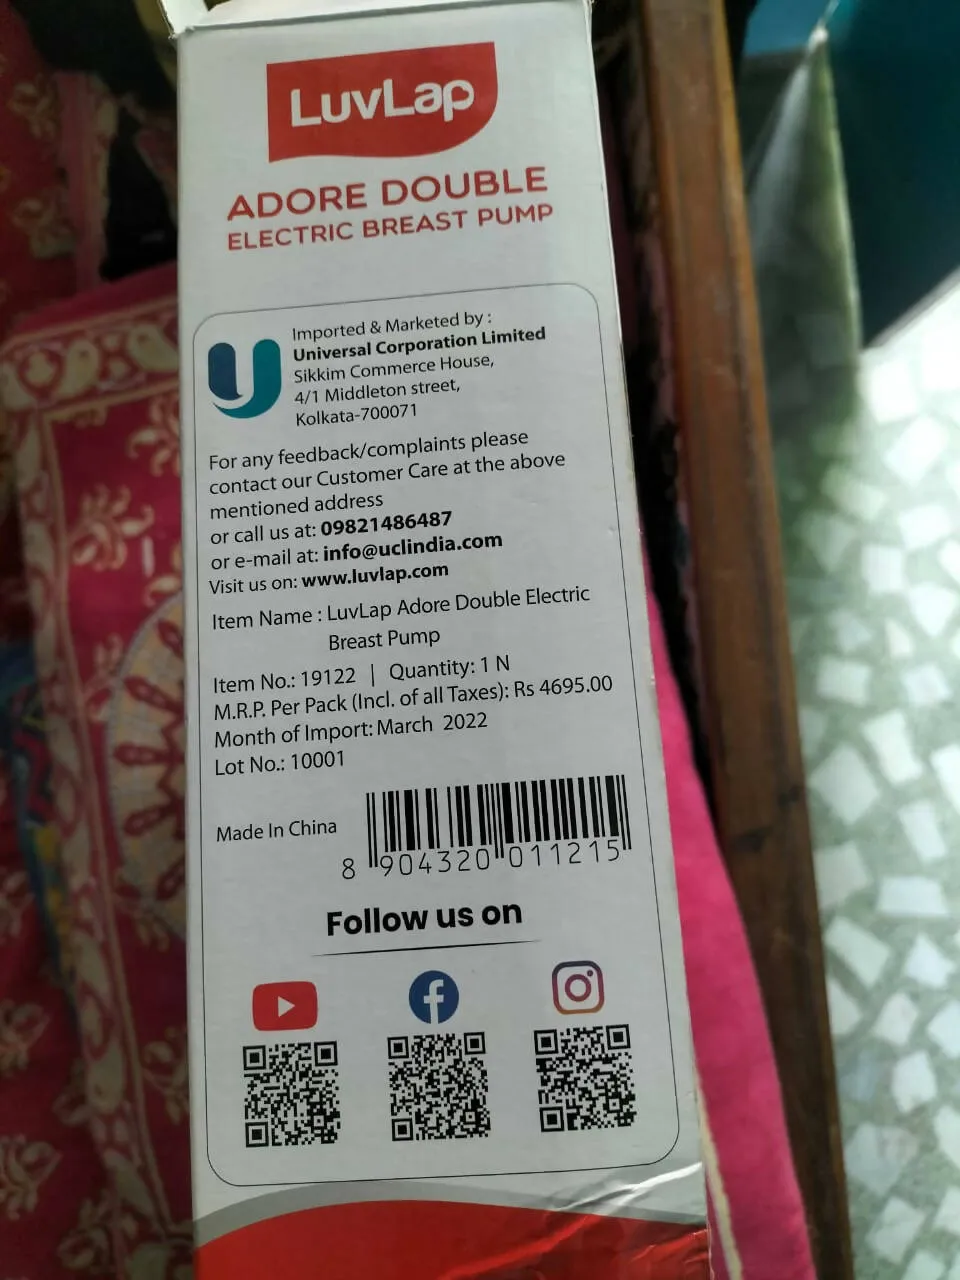 LuvLap
ADORE DOUBLE
ELECTRIC BREAST PUMP
Imported & Marketed by :
Universal Corporation Limited
Sikkim Commerce House,
4/1 Middleton street,
Kolkata-700071
For any feedback/complaints please
contact our Customer Care at the above
mentioned address
or call us at: 09821486487
or e-mail at: info@uclindia.com
Visit us on: www.luvlap.com
Item Name : LuvLap Adore Double Electric
Breast Pump
Item No.: 19122 | Quantity: 1 N
M.R.P. Per Pack (Incl. of all Taxes): Rs 4695.00
Month of Import: March 2022
Lot No.: 10001
Made In China
8 904320 011215
Follow us on